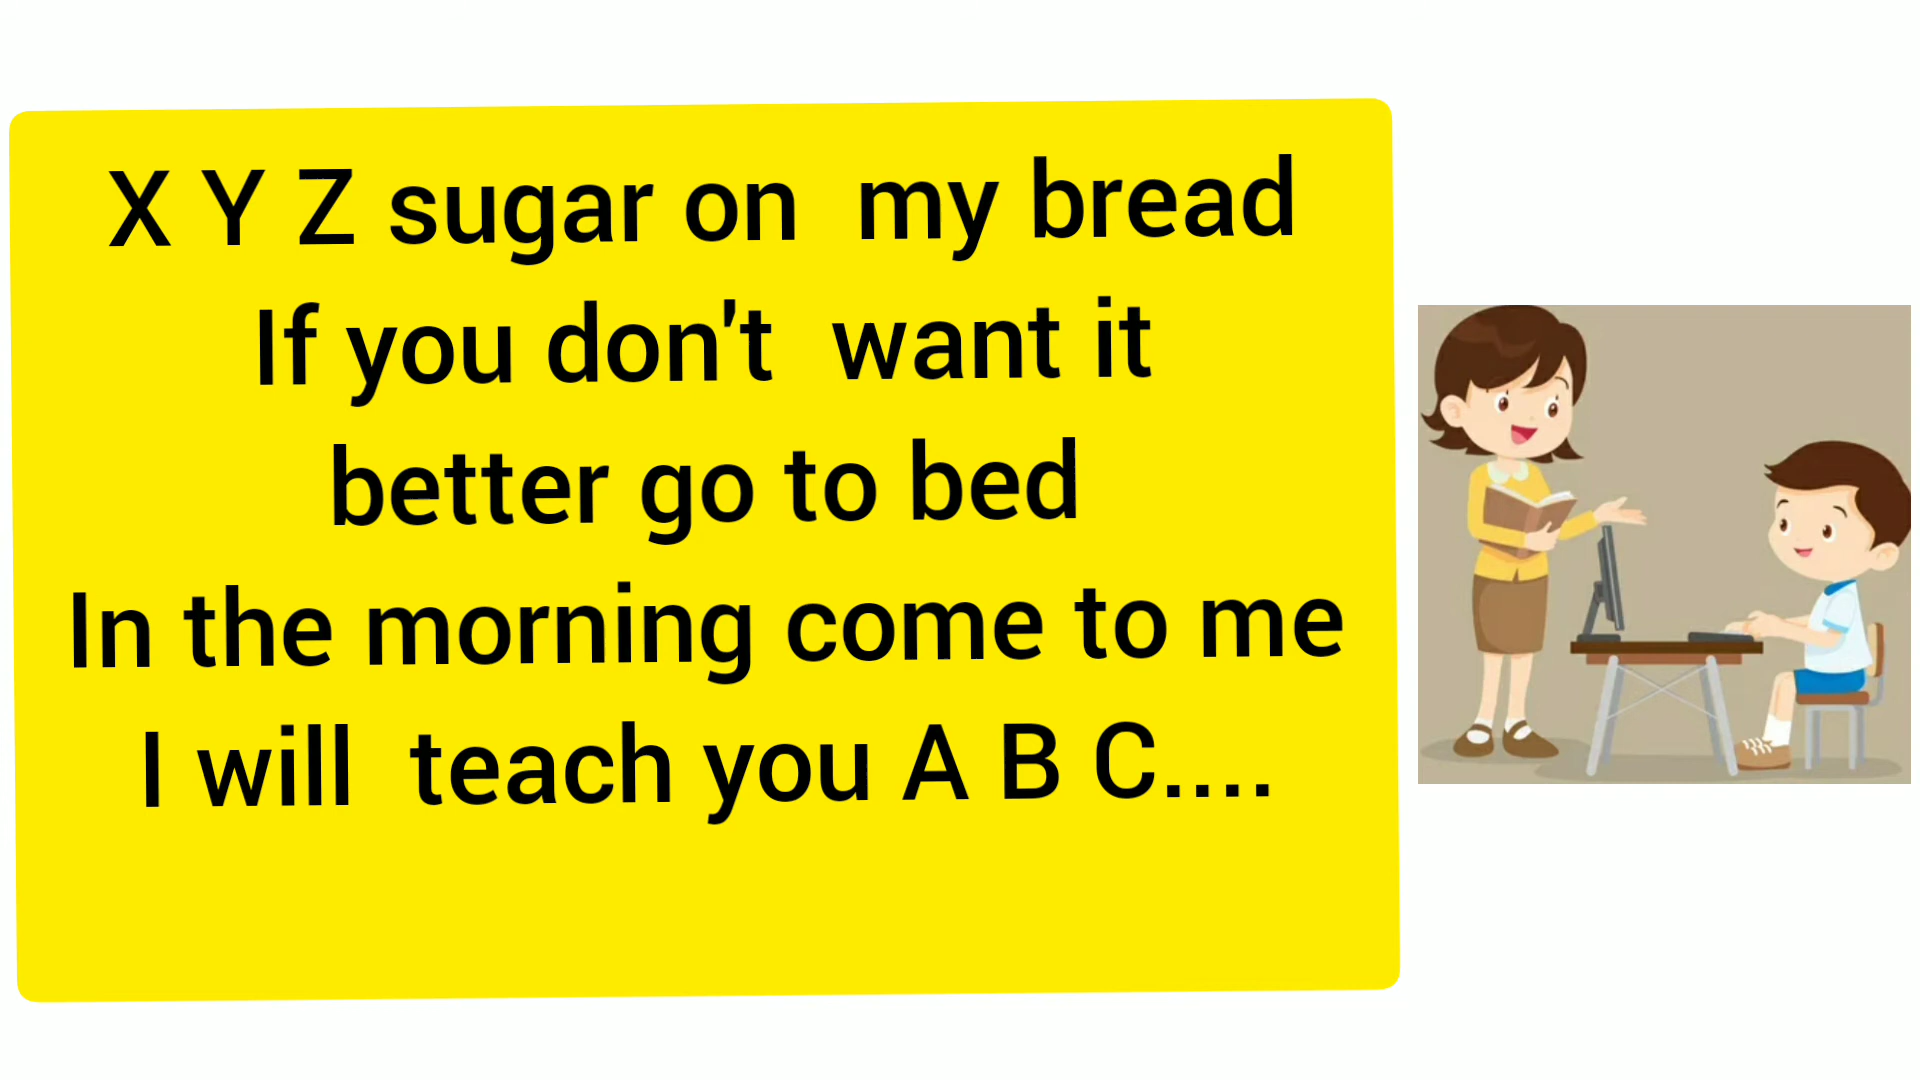 X Y Z sugar on my bread
If you don't want it
better go to bed
In the morning come to me
I will teach you A B C....